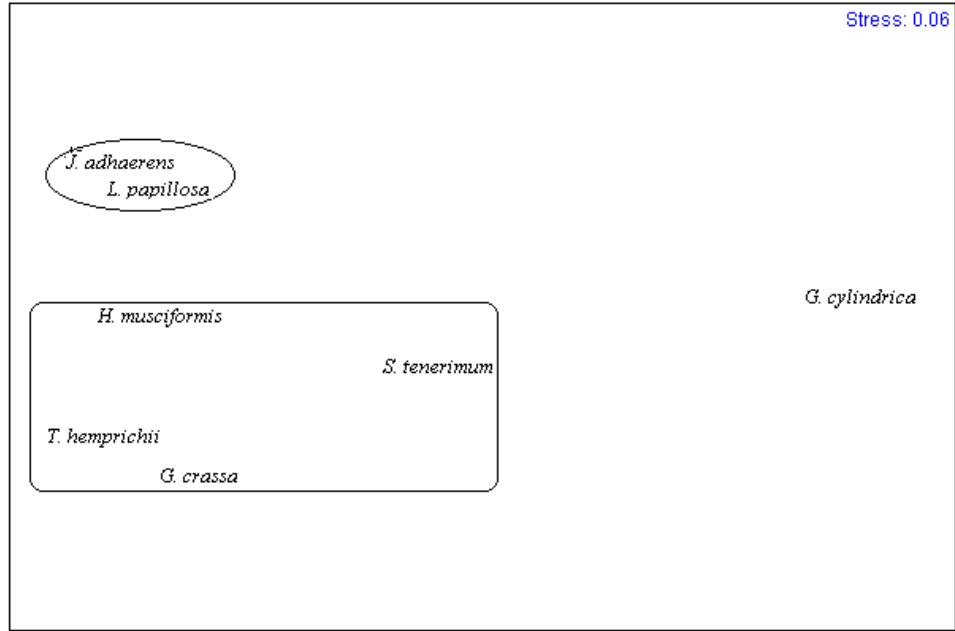 Stress: 0.06
J. adhaerens
L. papillosa
G. cylindrica
H. musciformis
S. tenerimum
T. hemprichii
G. crassa